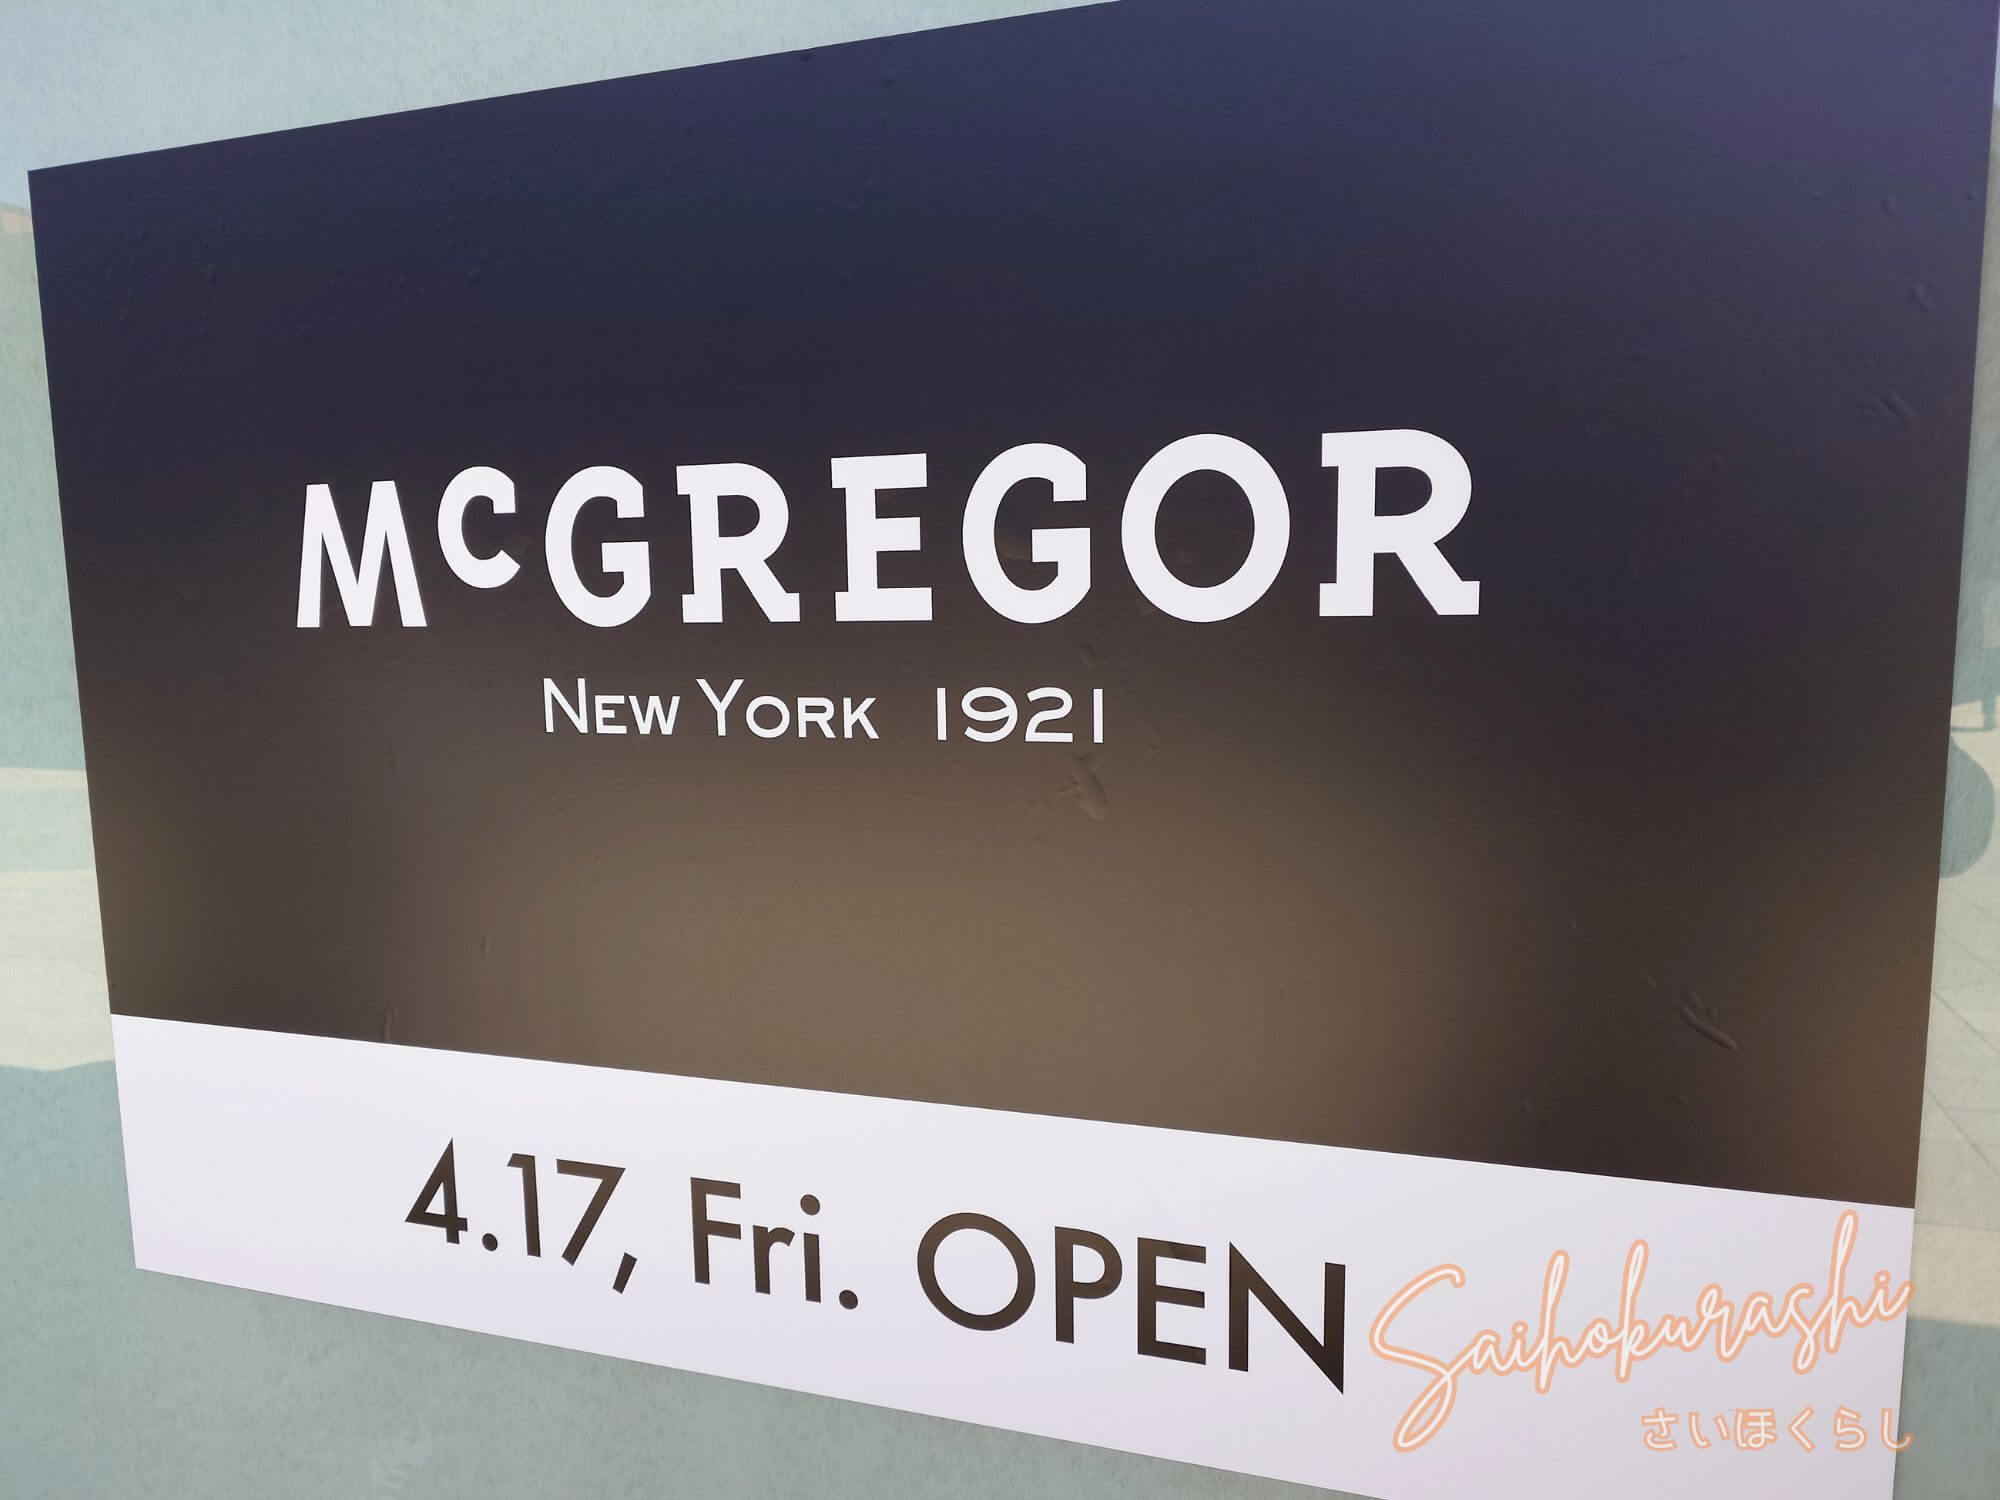 McGREGOR
NEW YORK 1921
4.17, Fri. OPEN
Saihokurashi
さいほくらし